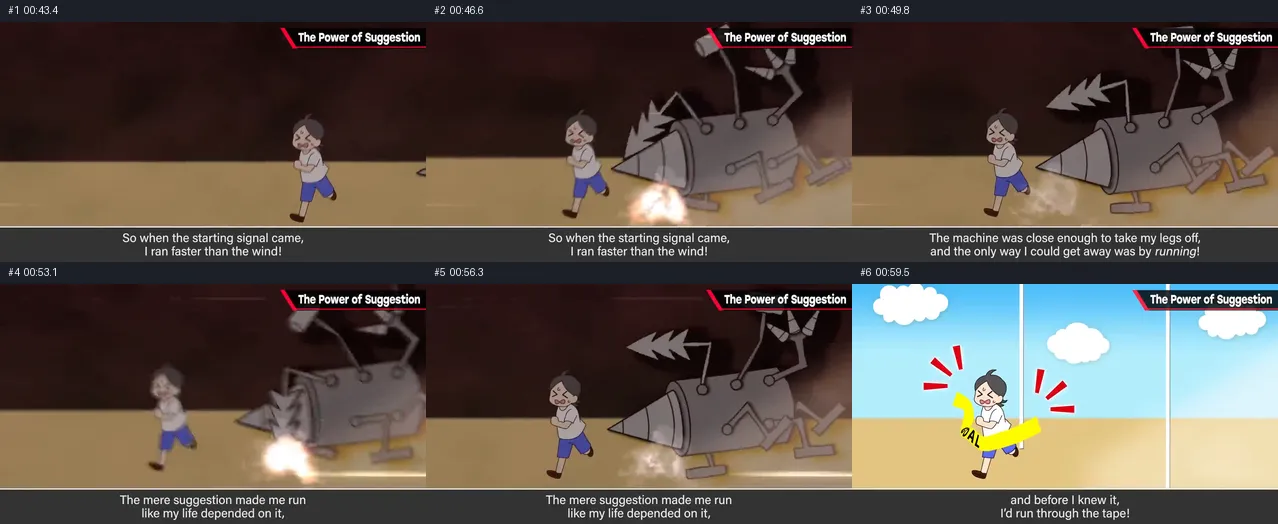 #1 00:43.4
The Power of Suggestion
So when the starting signal came,
I ran faster than the wind!
#2 00:46.6
The Power of Suggestion
So when the starting signal came,
I ran faster than the wind!
#3 00:49.8
The Power of Suggestion
The machine was close enough to take my legs off,
and the only way I could get away was by running!
#4 00:53.1
The Power of Suggestion
The mere suggestion made me run
like my life depended on it,
#5 00:56.3
The Power of Suggestion
The mere suggestion made me run
like my life depended on it,
#6 00:59.5
The Power of Suggestion
OAL
and before I knew it,
I'd run through the tape!